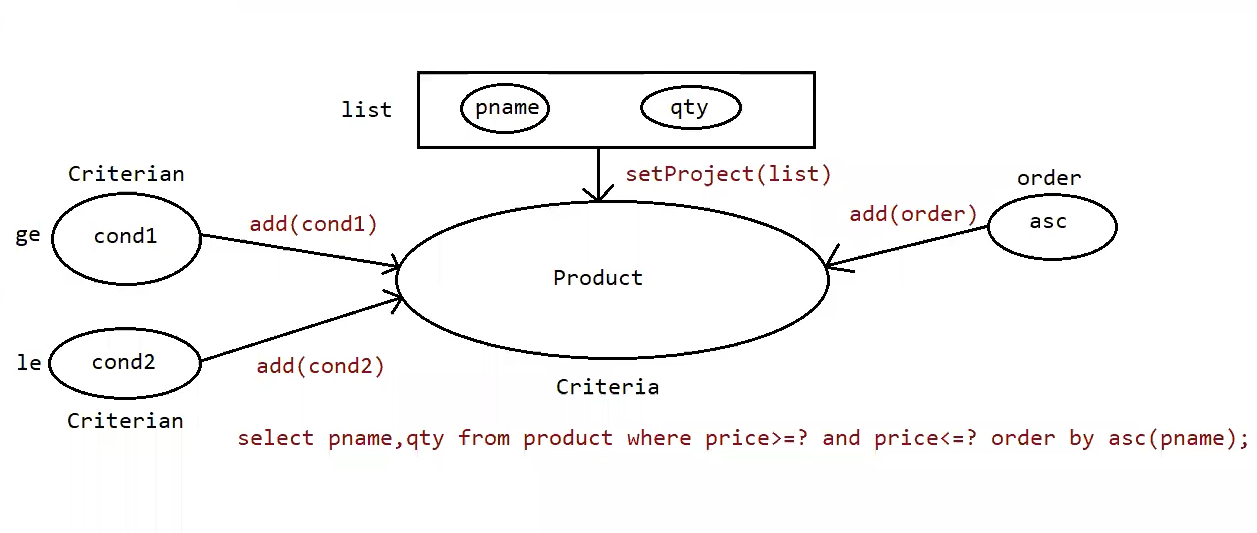 list
pname
qty
setProject(list)
Criterian
ge
cond1
add(cond1)
Product
add(order)
order
asc
le
cond2
add(cond2)
Criterian
Criteria
select pname,qty from product where price>=? and price<=? order by asc(pname);